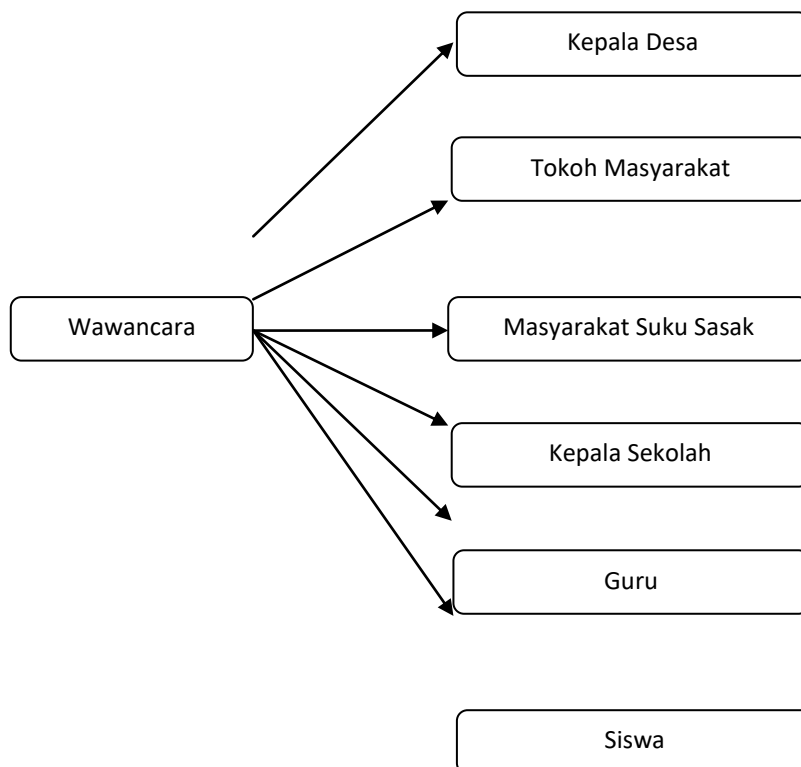 Kepala Desa
Tokoh Masyarakat
Wawancara
Masyarakat Suku Sasak
Kepala Sekolah
Guru
Siswa